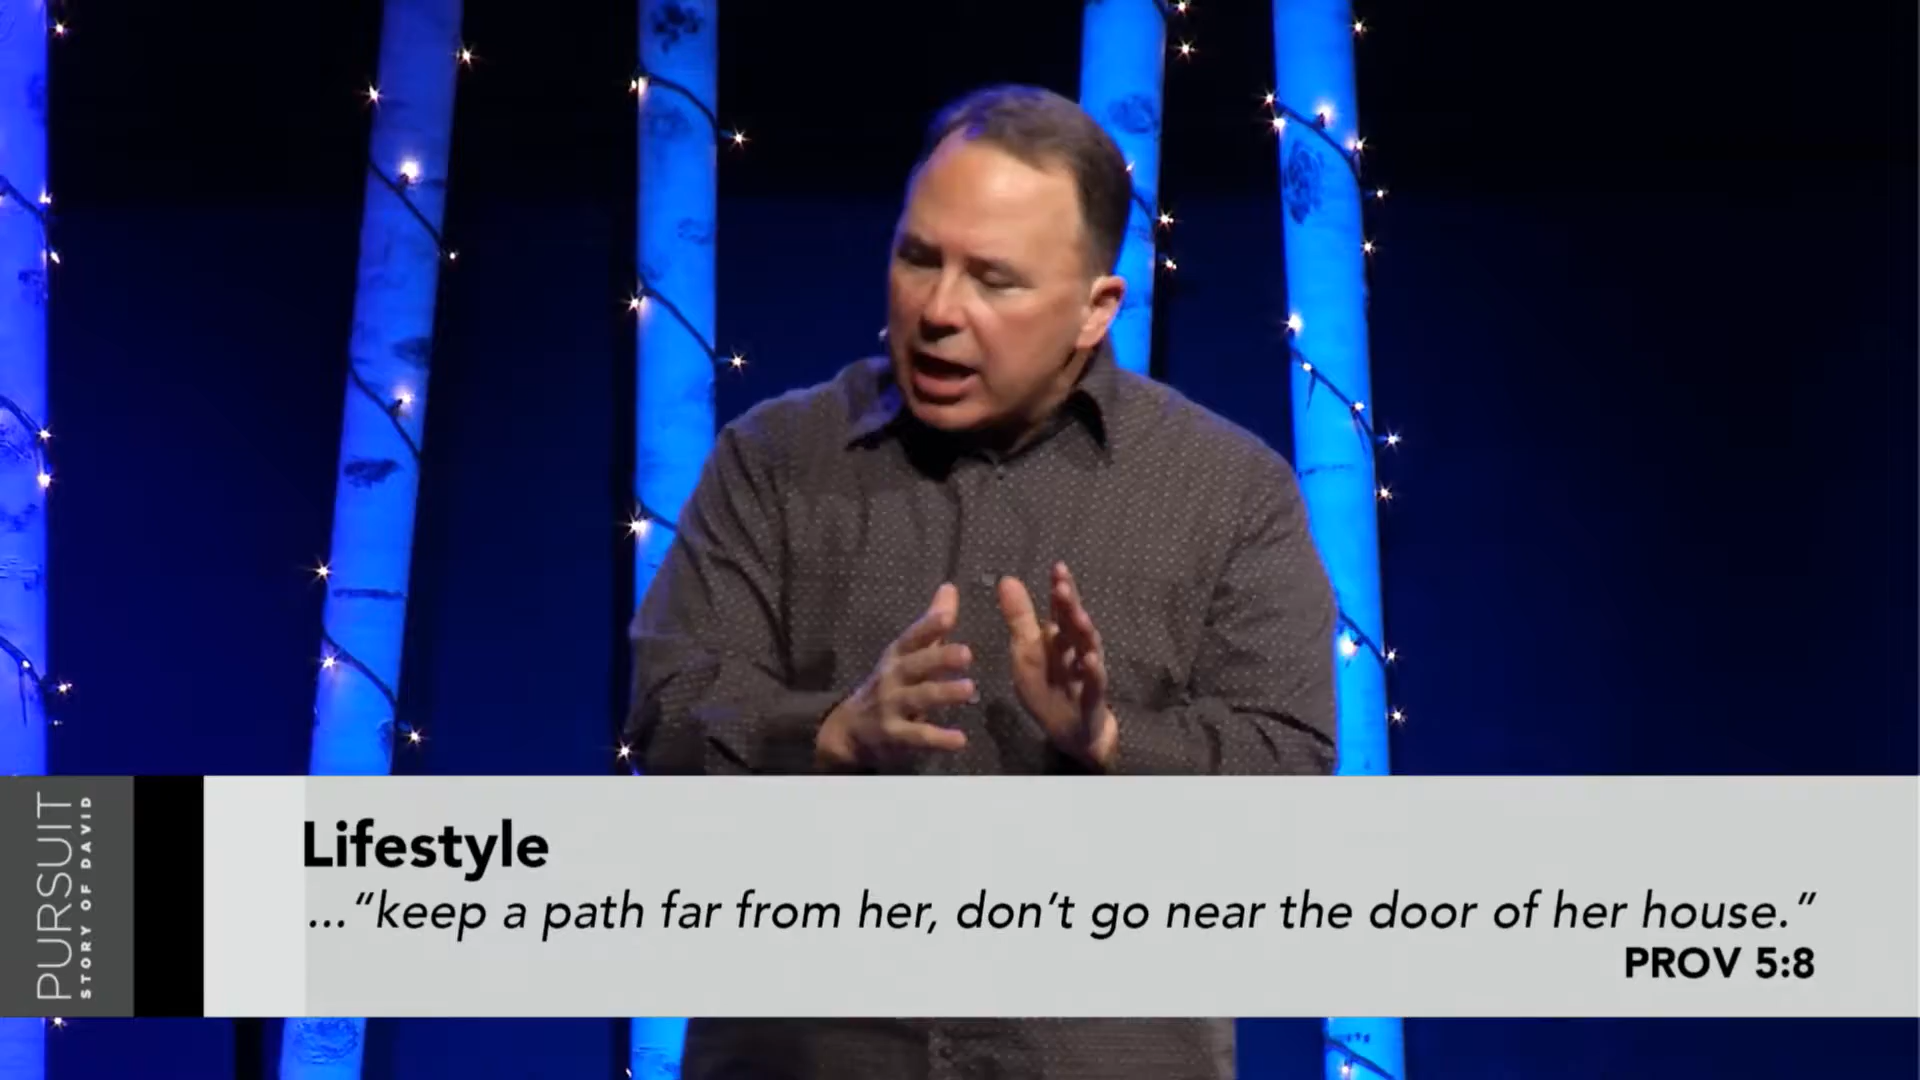 PURSUIT
STORY OF DAVID
Lifestyle
...“keep a path far from her, don’t go near the door of her house.”
PROV 5:8